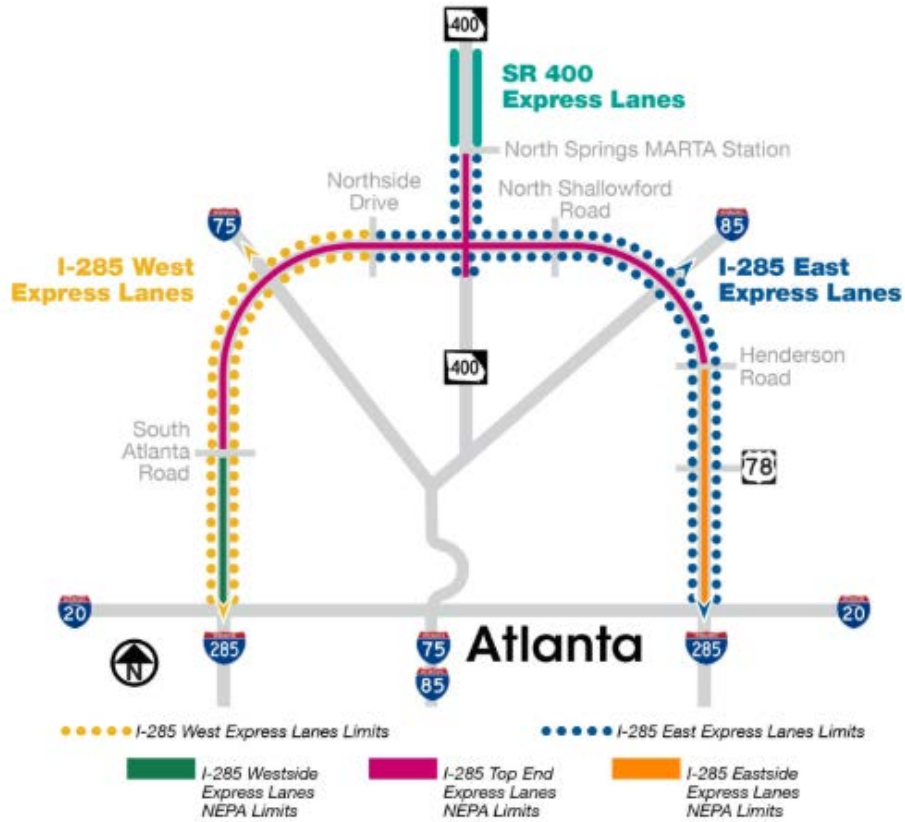 400
SR 400
Express Lanes
North Springs MARTA Station
Northside
Drive
North Shallowford
Road
75
85
I-285 West
Express Lanes
I-285 East
Express Lanes
400
Henderson
Road
South
Atlanta
Road
78
20
20
285
75
Atlanta
285
N
85
I-285 West Express Lanes Limits
I-285 East Express Lanes Limits
I-285 Westside
Express Lanes
NEPA Limits
I-285 Top End
Express Lanes
NEPA Limits
I-285 Eastside
Express Lanes
NEPA Limits